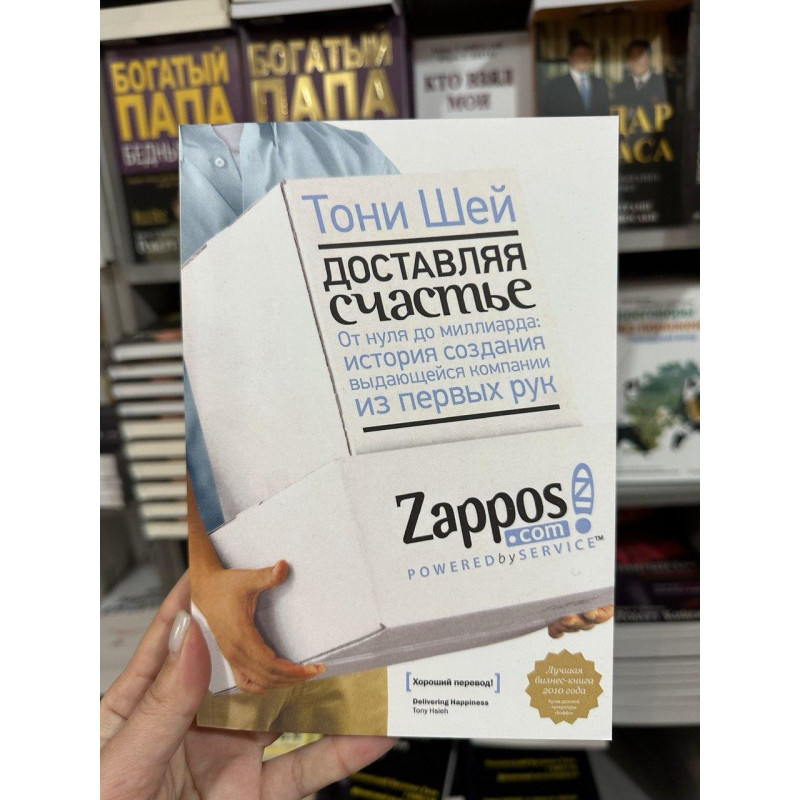 БОГАТЫЙ
ПАПА
БОГАТЫЙ
ПАПА
КТО ВЗЯЛ
МОЙ
Тони Шей
ДОСТАВЛЯЯ
счастье
От нуля до миллиарда:
история создания
выдающейся компании
из первых рук
Zappos
.com
POWERED by SERVICE™
[Хороший перевод!]
Delivering Happiness
Tony Hsieh
Лучшая
бизнес-книга
2010 года